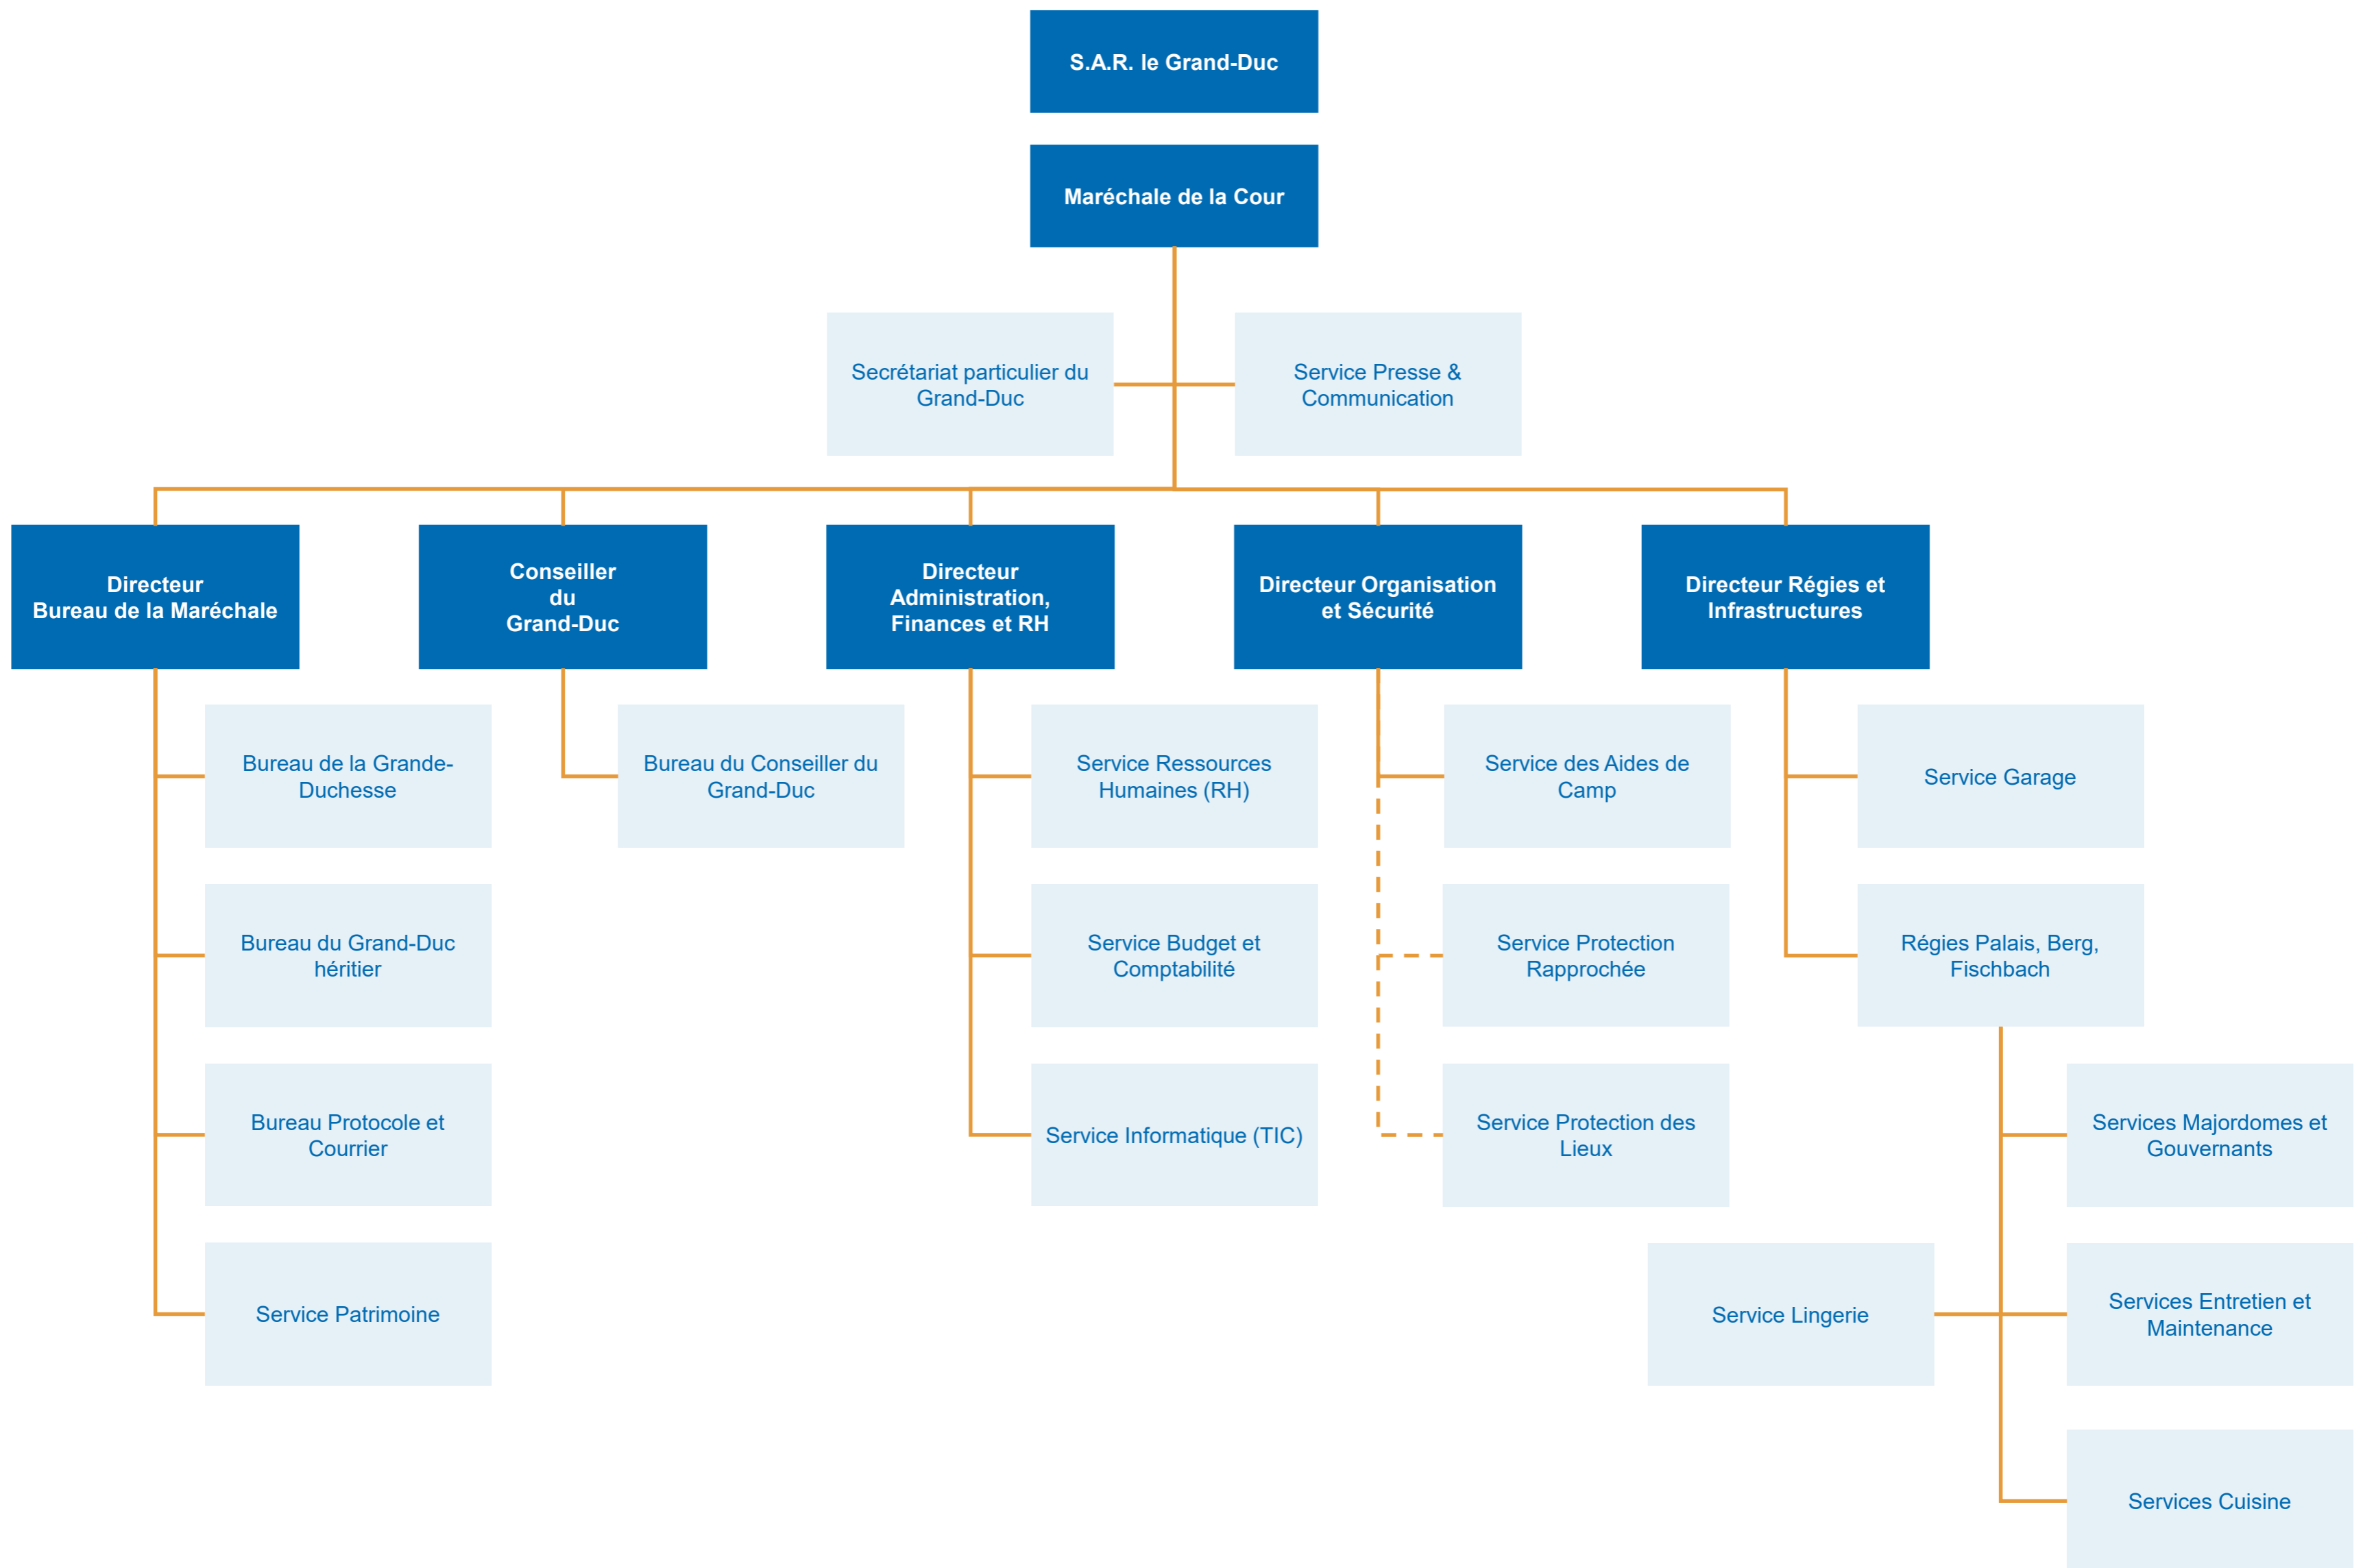 S.A.R. le Grand-Duc
Maréchale de la Cour
Secrétariat particulier du
Grand-Duc
Service Presse &
Communication
Directeur
Bureau de la Maréchale
Conseiller
du
Grand-Duc
Directeur
Administration,
Finances et RH
Directeur Organisation
et Sécurité
Directeur Régies et
Infrastructures
Bureau de la Grande-
Duchesse
Bureau du Conseiller du
Grand-Duc
Service Ressources
Humaines (RH)
Service des Aides de
Camp
Service Garage
Bureau du Grand-Duc
héritier
Service Budget et
Comptabilité
Service Protection
Rapprochée
Régies Palais, Berg,
Fischbach
Bureau Protocole et
Courrier
Service Informatique (TIC)
Service Protection des
Lieux
Services Majordomes et
Gouvernants
Service Patrimoine
Service Lingerie
Services Entretien et
Maintenance
Services Cuisine